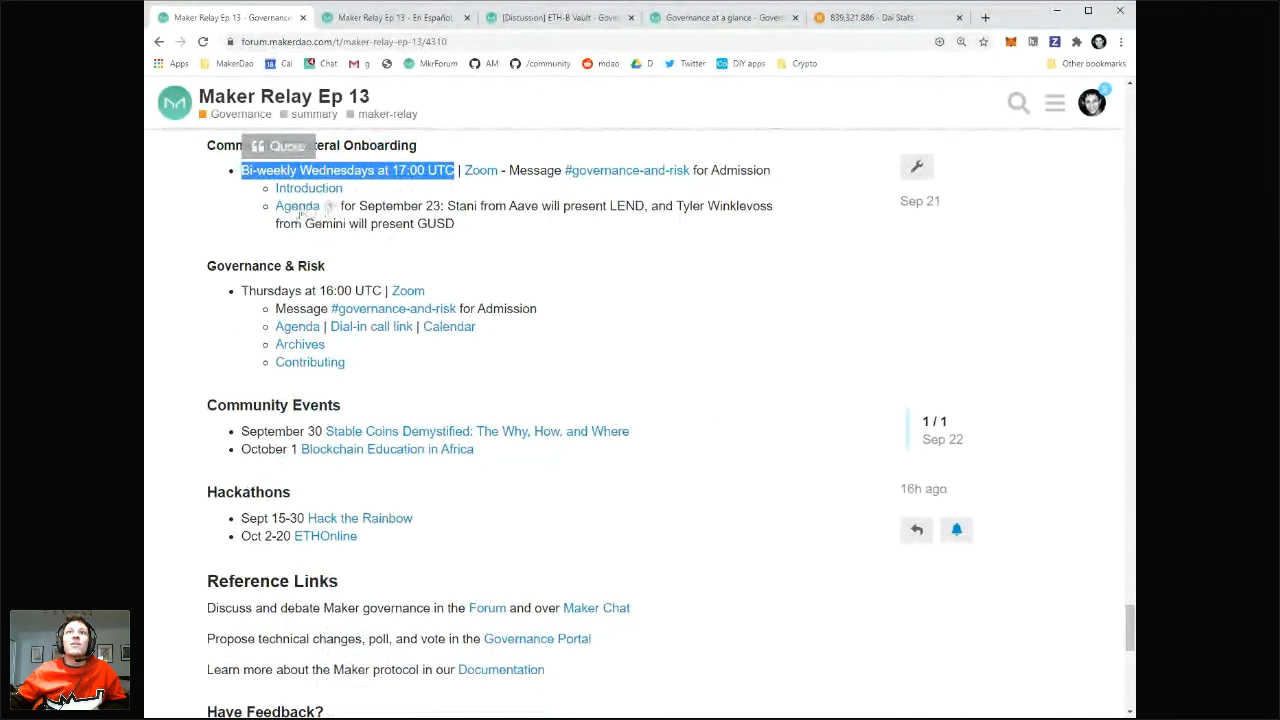 Maker Relay Ep 13 - Governance
Maker Relay Ep 13 - En Español
[Discussion] ETH-B Vault - Gove
Governance at a glance - Gover
839,321,886 - Dai Stats
forum.makerdao.com/t/maker-relay-ep-13/4310
Apps
MakerDao
Cal
Chat
g
MkrForum
AM
/community
mdao
D
Twitter
DIY apps
Crypto
Other bookmarks
Maker Relay Ep 13
Governance
summary
maker-relay
2
Quote
Onboarding
Bi-weekly Wednesdays at 17:00 UTC | Zoom - Message #governance-and-risk for Admission
Introduction
Agenda for September 23: Stani from Aave will present LEND, and Tyler Winklevoss
from Gemini will present GUSD
Sep 21
Governance & Risk
Thursdays at 16:00 UTC | Zoom
Message #governance-and-risk for Admission
Agenda | Dial-in call link | Calendar
Archives
Contributing
Community Events
September 30 Stable Coins Demystified: The Why, How, and Where
October 1 Blockchain Education in Africa
1 / 1
Sep 22
16h ago
Hackathons
Sept 15-30 Hack the Rainbow
Oct 2-20 ETHOnline
Reference Links
Discuss and debate Maker governance in the Forum and over Maker Chat
Propose technical changes, poll, and vote in the Governance Portal
Learn more about the Maker protocol in our Documentation
Have Feedback?